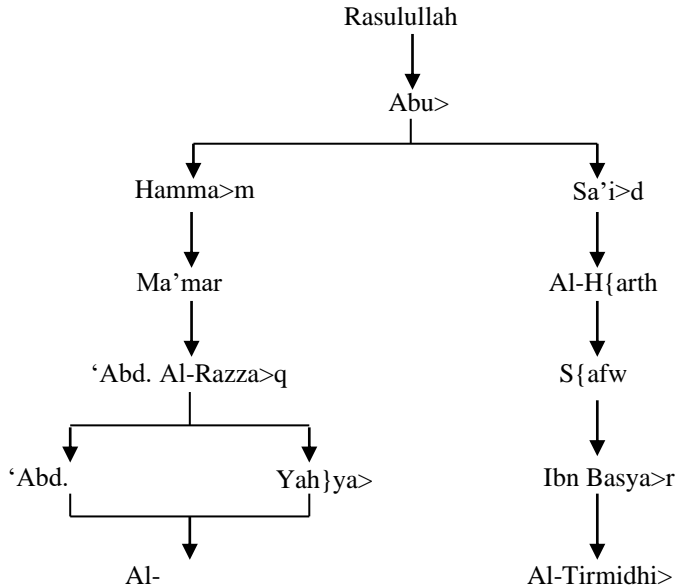 Rasulullah
Abu>
Hamma>m
Sa’i>d
Ma’mar
Al-H{arth
‘Abd. Al-Razza>q
S{afw
‘Abd.
Yah}ya>
Ibn Basya>r
Al-
Al-Tirmidhi>